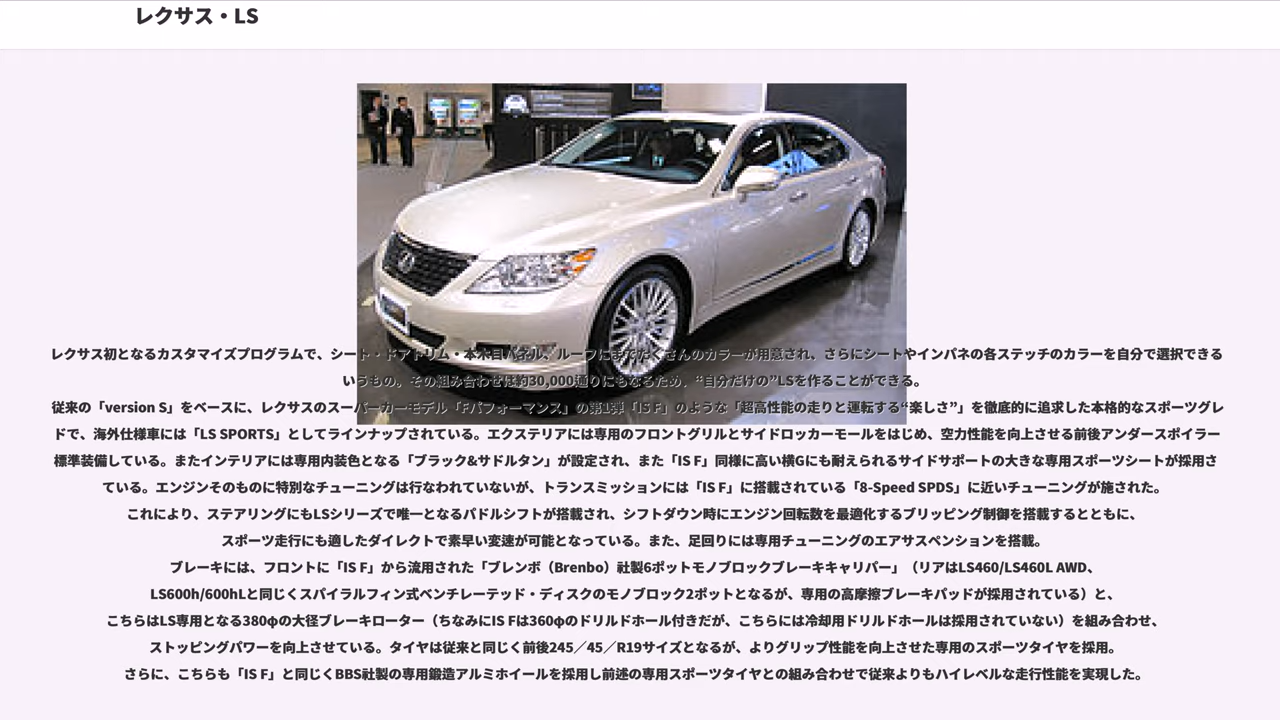 レクサス・LS
レクサス初となるカスタマイズプログラムで、シート・ドアトリム・本木目パネル、ルーフにまでたくさんのカラーが用意され、さらにシートやインパネの各ステッチのカラーを自分で選択できる
いうもの。その組み合わせは約30,000通りにもなるため、“自分だけの”LSを作ることができる。
従来の「version S」をベースに、レクサスのスーパーカーモデル「Fパフォーマンス」の第1弾「IS F」のような「超高性能の走りと運転する“楽しさ”」を徹底的に追求した本格的なスポーツグレ
ドで、海外仕様車には「LS SPORTS」としてラインナップされている。エクステリアには専用のフロントグリルとサイドロッカーモールをはじめ、空力性能を向上させる前後アンダースポイラー
標準装備している。またインテリアには専用内装色となる「ブラック&サドルタン」が設定され、また「IS F」同様に高い横Gにも耐えられるサイドサポートの大きな専用スポーツシートが採用さ
ている。エンジンそのものに特別なチューニングは行なわれていないが、トランスミッションには「IS F」に搭載されている「8-Speed SPDS」に近いチューニングが施された。
これにより、ステアリングにもLSシリーズで唯一となるパドルシフトが搭載され、シフトダウン時にエンジン回転数を最適化するブリッピング制御を搭載するとともに、
スポーツ走行にも適したダイレクトで素早い変速が可能となっている。また、足回りには専用チューニングのエアサスペンションを搭載。
ブレーキには、フロントに「IS F」から流用された「ブレンボ（Brenbo）社製6ポットモノブロックブレーキキャリパー」（リアはLS460/LS460L AWD、
LS600h/600hLと同じくスパイラルフィン式ベンチレーテッド・ディスクのモノブロック2ポットとなるが、専用の高摩擦ブレーキパッドが採用されている）と、
こちらはLS専用となる380φの大径ブレーキローター（ちなみにIS Fは360φのドリルドホール付きだが、こちらには冷却用ドリルドホールは採用されていない）を組み合わせ、
ストッピングパワーを向上させている。タイヤは従来と同じく前後245／45／R19サイズとなるが、よりグリップ性能を向上させた専用のスポーツタイヤを採用。
さらに、こちらも「IS F」と同じくBBS社製の専用鍛造アルミホイールを採用し前述の専用スポーツタイヤとの組み合わせで従来よりもハイレベルな走行性能を実現した。